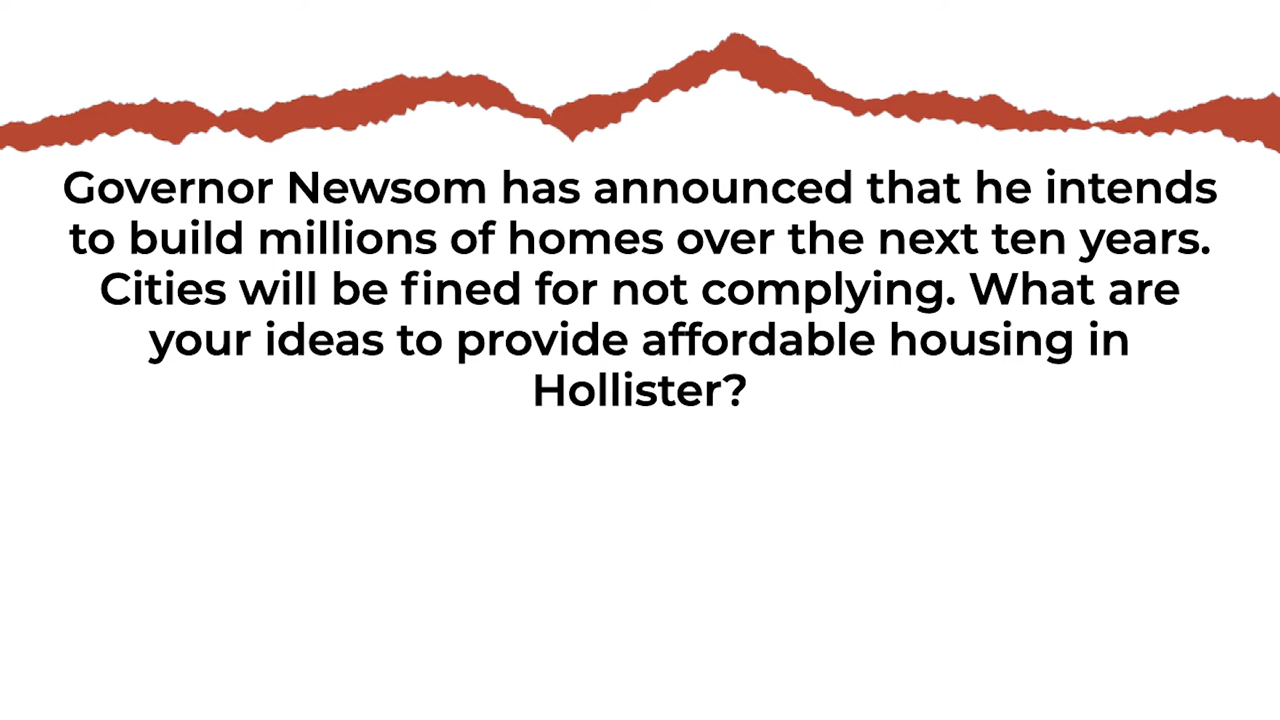 Governor Newsom has announced that he intends
to build millions of homes over the next ten years.
Cities will be fined for not complying. What are
your ideas to provide affordable housing in
Hollister?